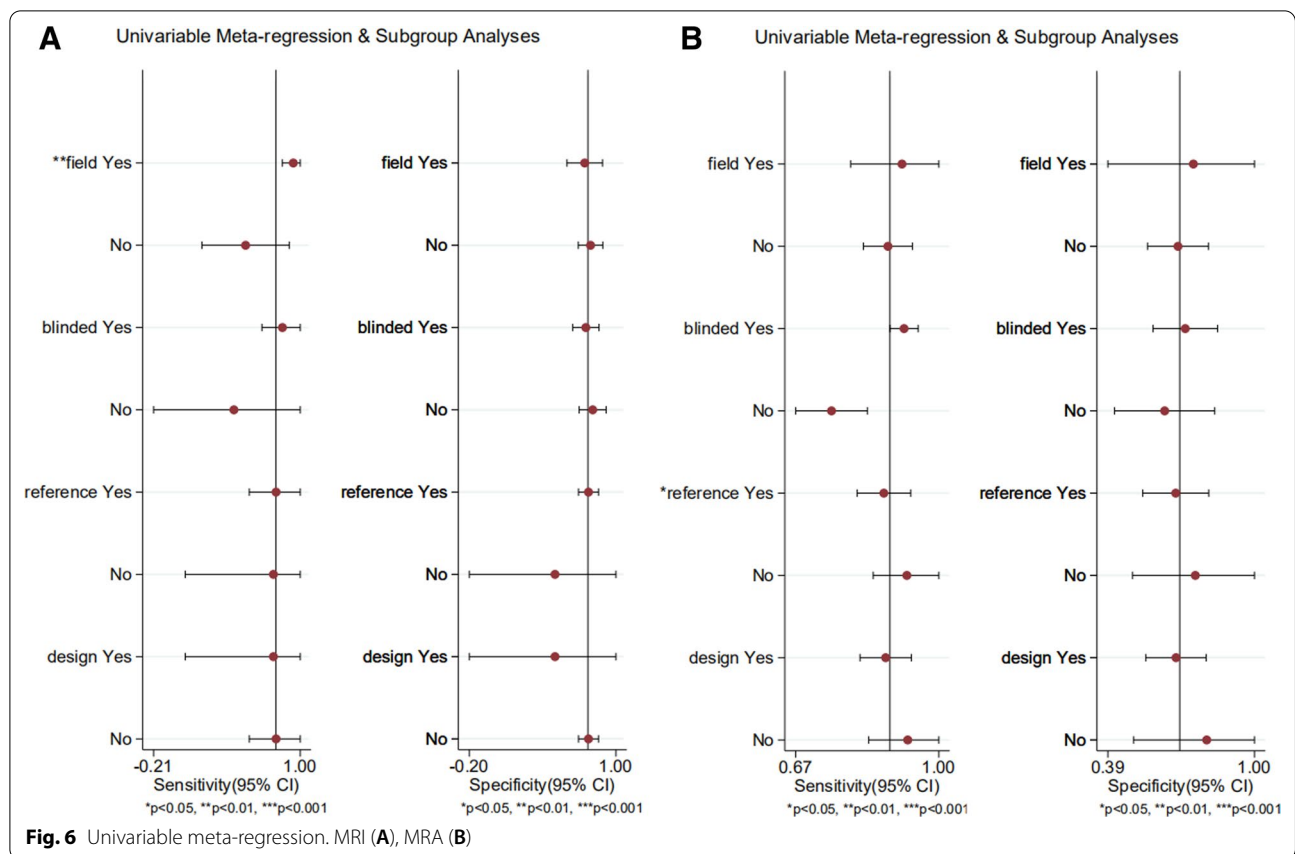 A
Univariable Meta-regression & Subgroup Analyses
**field Yes
No
blinded Yes
No
reference Yes
No
design Yes
No
-0.21
1.00
Sensitivity(95% CI)
*p<0.05, **p<0.01, ***p<0.001
field Yes
No
blinded Yes
No
reference Yes
No
design Yes
No
-0.20
1.00
Specificity(95% CI)
*p<0.05, **p<0.01, ***p<0.001
B
Univariable Meta-regression & Subgroup Analyses
field Yes
No
blinded Yes
No
*reference Yes
No
design Yes
No
0.67
1.00
Sensitivity(95% CI)
*p<0.05, **p<0.01, ***p<0.001
field Yes
No
blinded Yes
No
reference Yes
No
design Yes
No
0.39
1.00
Specificity(95% CI)
*p<0.05, **p<0.01, ***p<0.001
Fig. 6 Univariable meta-regression. MRI (A), MRA (B)